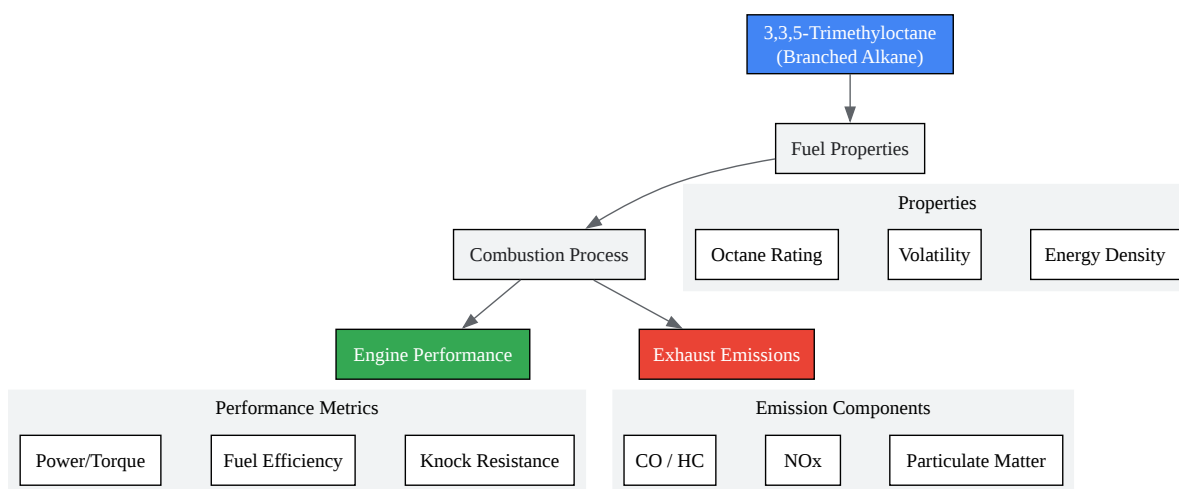 3,3,5-Trimethyloctane
(Branched Alkane)
Fuel Properties
Properties
Octane Rating
Volatility
Energy Density
Combustion Process
Engine Performance
Exhaust Emissions
Performance Metrics
Power/Torque
Fuel Efficiency
Knock Resistance
Emission Components
CO / HC
NOx
Particulate Matter